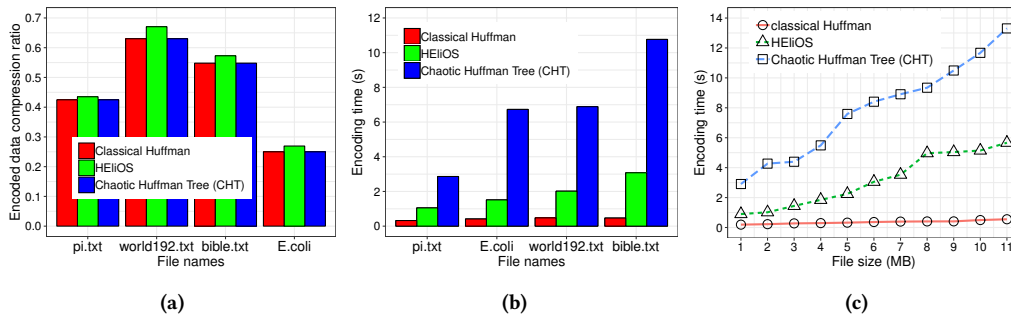 Encoded data compression ratio
0.7
0.6
0.5
0.4
0.3
0.2
0.1
0.0
Classical Huffman
HEliOS
Chaotic Huffman Tree (CHT)
pi.txt world192.txt bible.txt E.coli
File names
(a)
Encoding time (s)
12
10
8
6
4
2
0
Classical Huffman
HEliOS
Chaotic Huffman Tree (CHT)
pi.txt E.coli world192.txt bible.txt
File names
(b)
Encoding time (s)
14
12
10
8
6
4
2
0
classical Huffman
HEliOS
Chaotic Huffman Tree (CHT)
1 2 3 4 5 6 7 8 9 10 11
File size (MB)
(c)